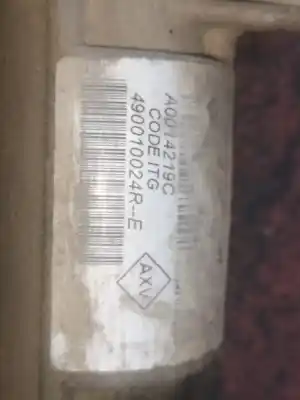 A0014219C
CODE ITG
490010024R--E
AXV